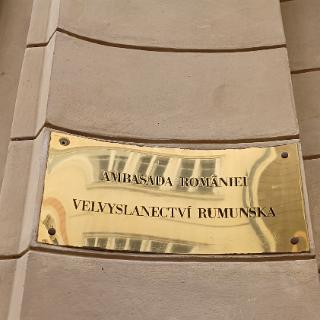 AMBASADA ROMÂNIEI
VELVYSLANECTVÍ RUMUNSKA